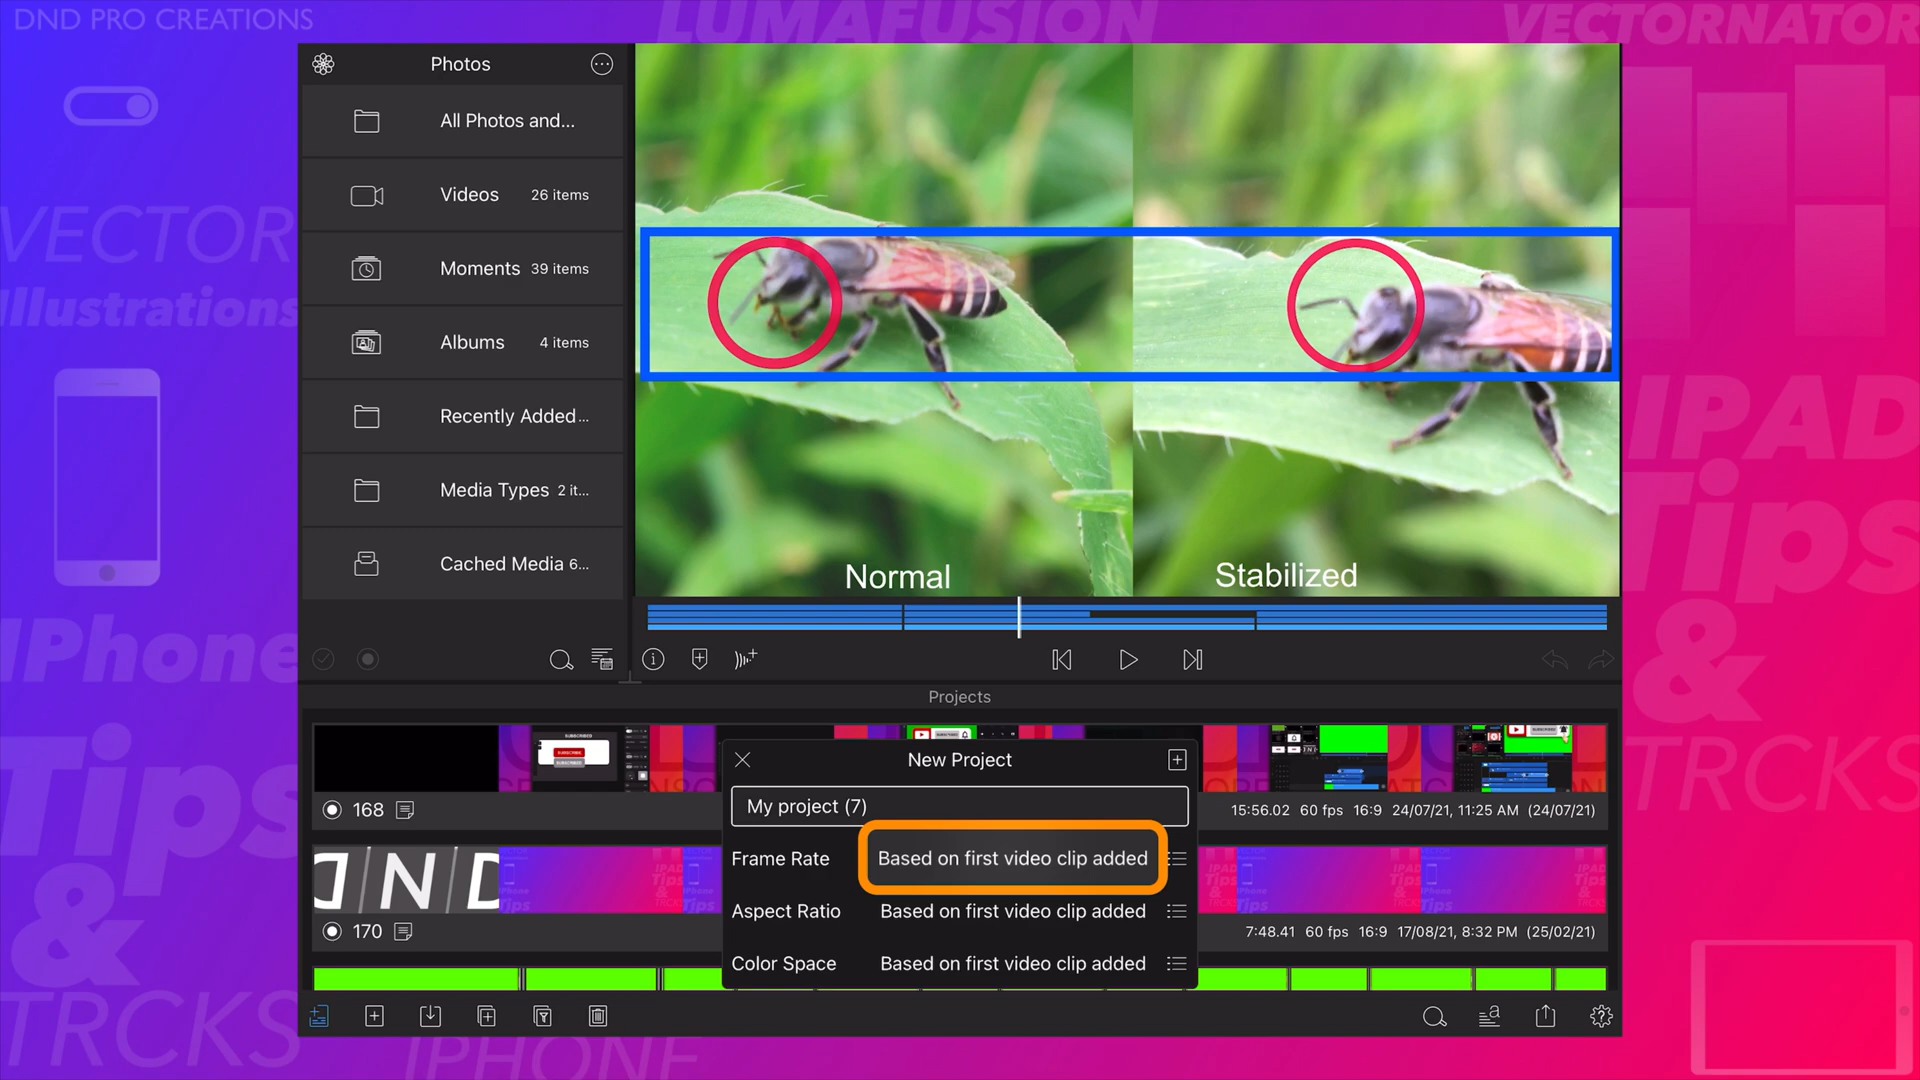 DND PRO CREATIONS
LUMAFUSION
VECTORNATOR
Photos
All Photos and...
Videos 26 items
Moments 39 items
Albums 4 items
Recently Added...
Media Types 2 it...
Cached Media 6...
Normal
Stabilized
VECTOR
Illustrations
IPhone
Tips
&
TRCKS
IPHONE
IPAD
Tips
&
TRCKS
Projects
New Project
My project (7)
Frame Rate Based on first video clip added
Aspect Ratio Based on first video clip added
Color Space Based on first video clip added
168
15:56.02 60 fps 16:9 24/07/21, 11:25 AM (24/07/21)
DND
170
7:48.41 60 fps 16:9 17/08/21, 8:32 PM (25/02/21)